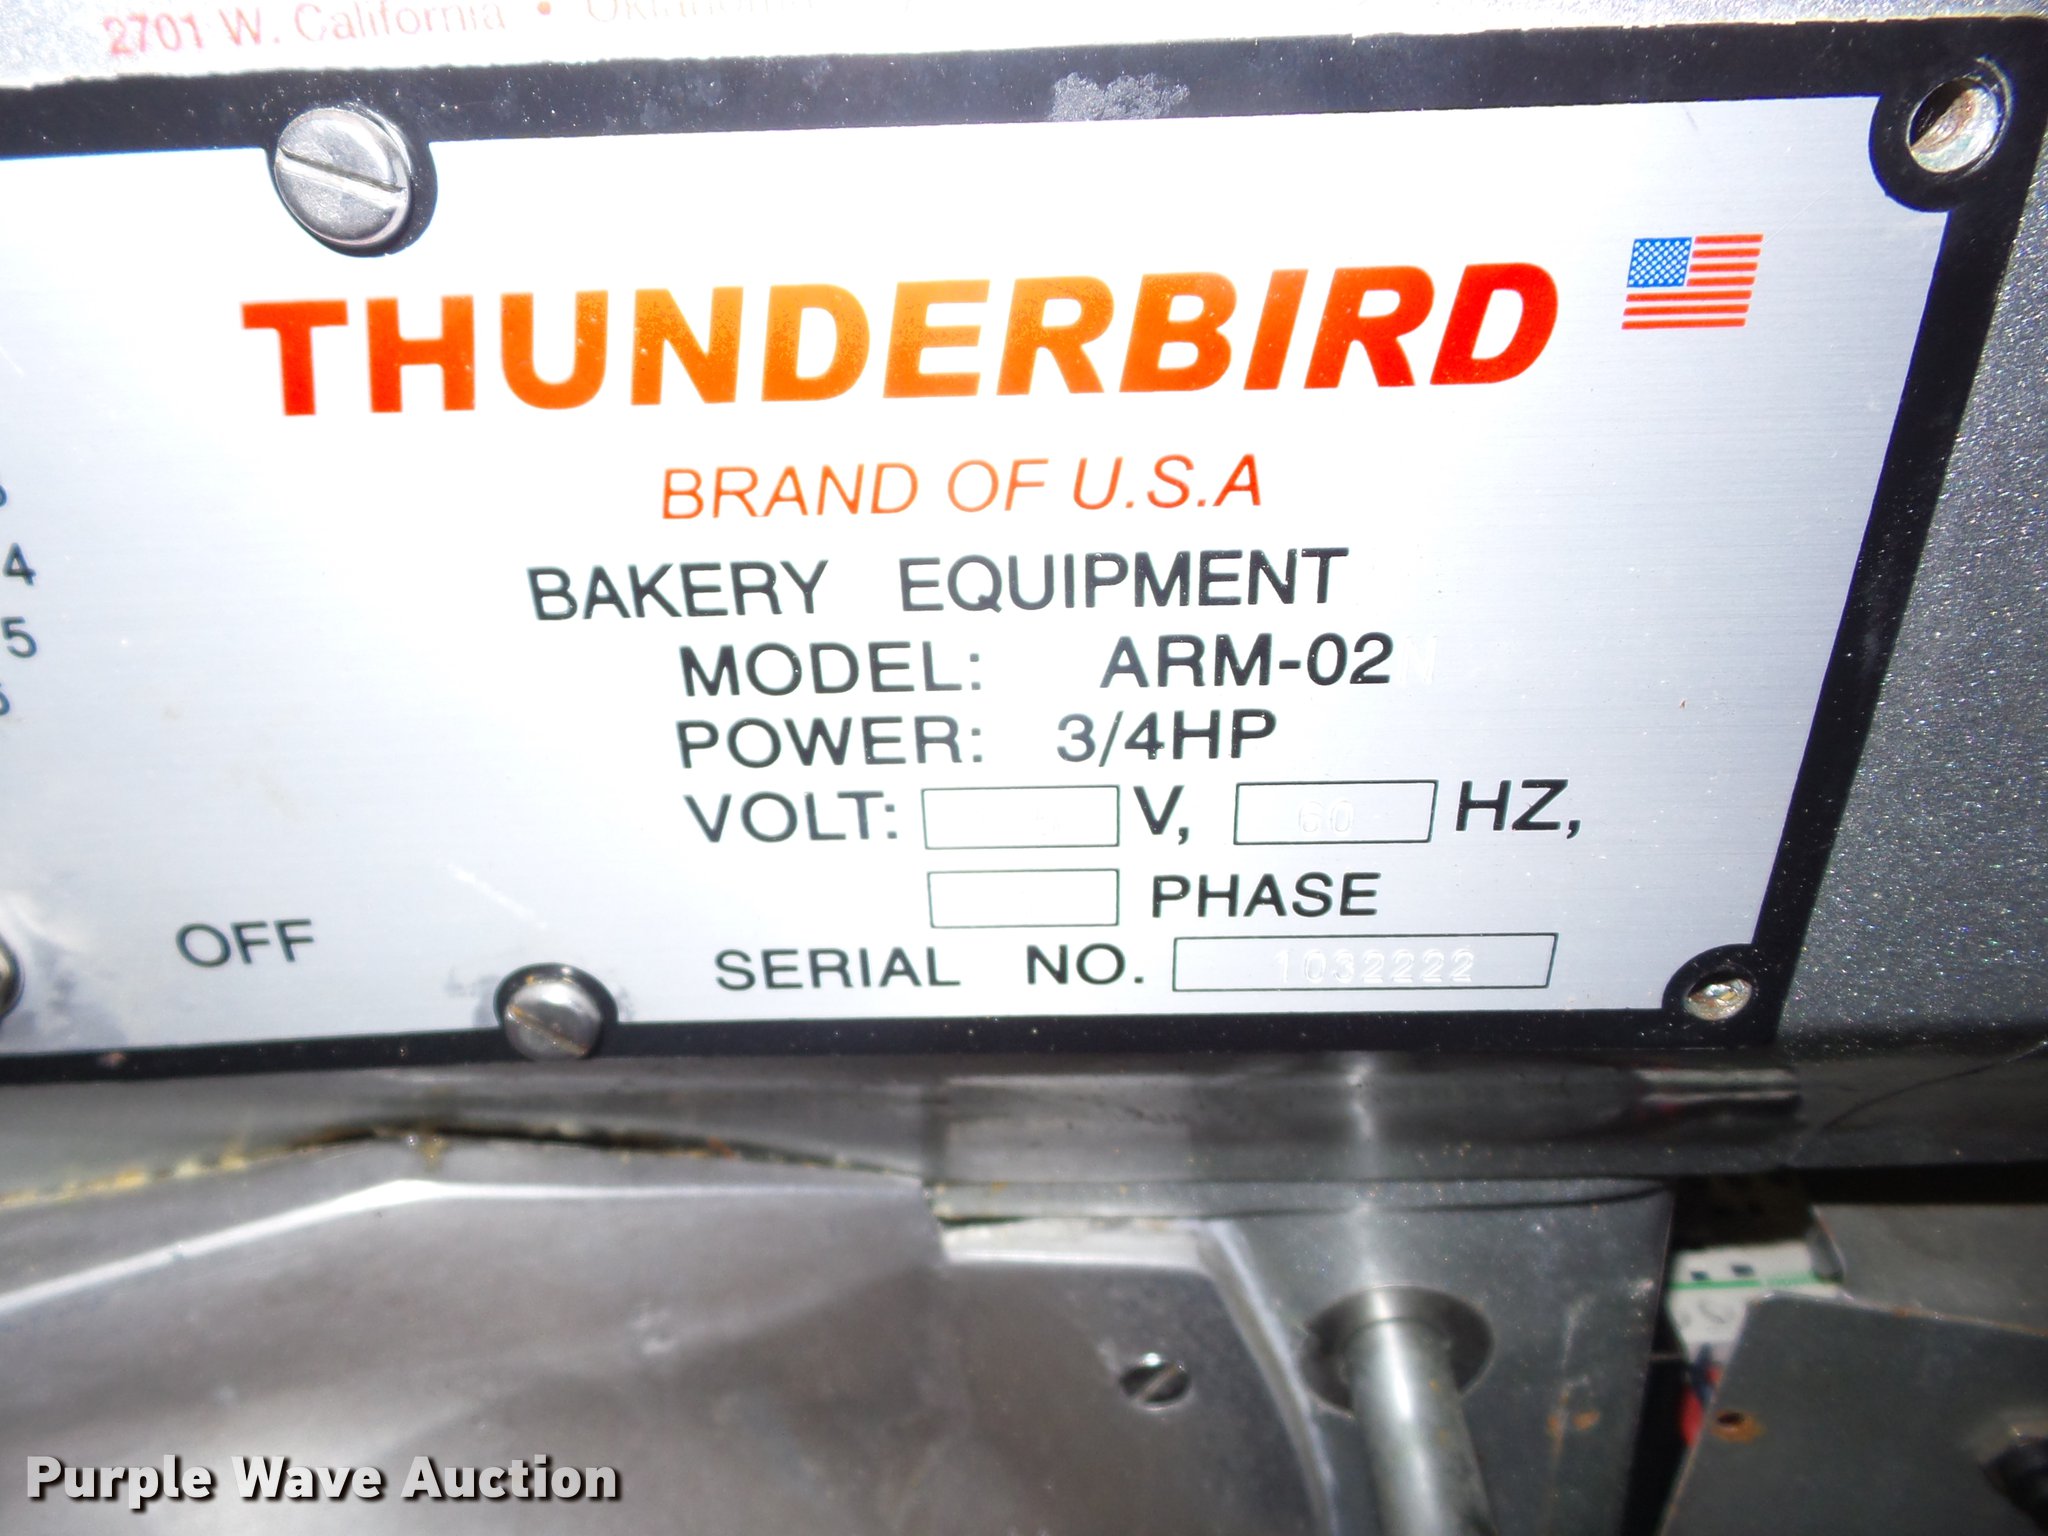 2701 W. California •
THUNDERBIRD
BRAND OF U.S.A
BAKERY EQUIPMENT
MODEL: ARM-02N
POWER: 3/4HP
VOLT: V, 60 HZ,
PHASE
SERIAL NO. 1032222
4
5
OFF
Purple Wave Auction